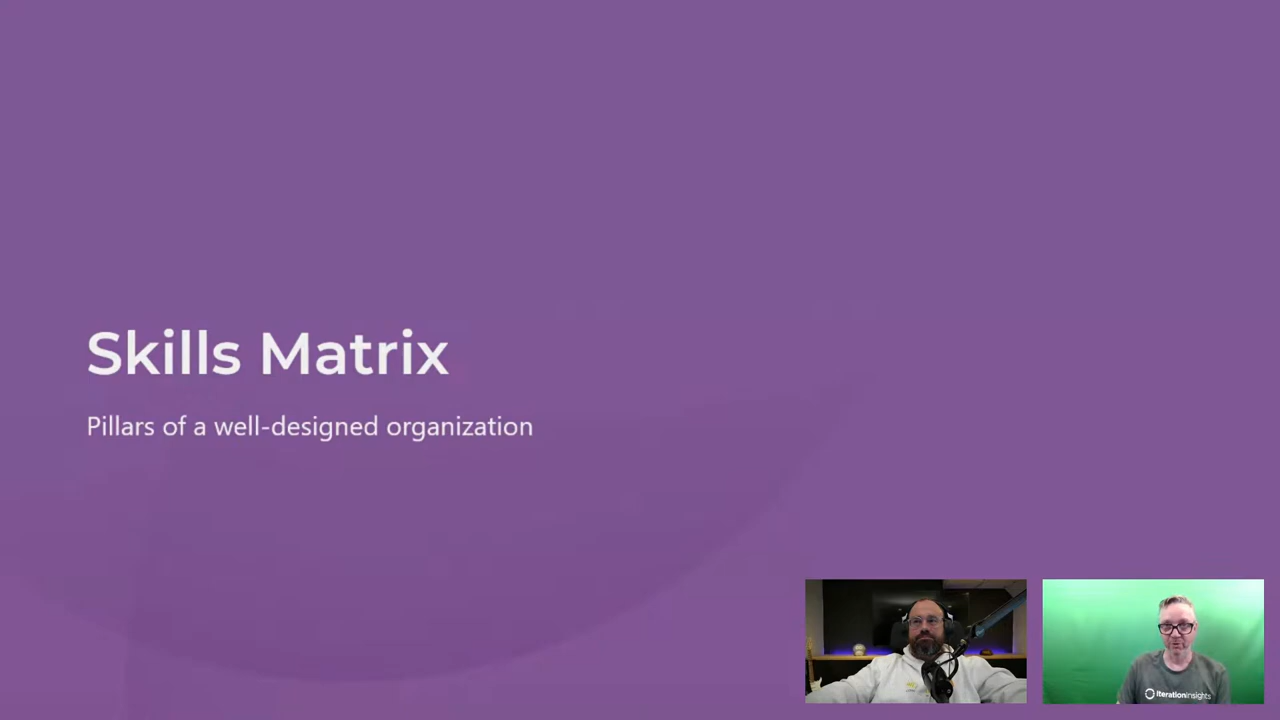 Skills Matrix
Pillars of a well-designed organization
iterationInsights